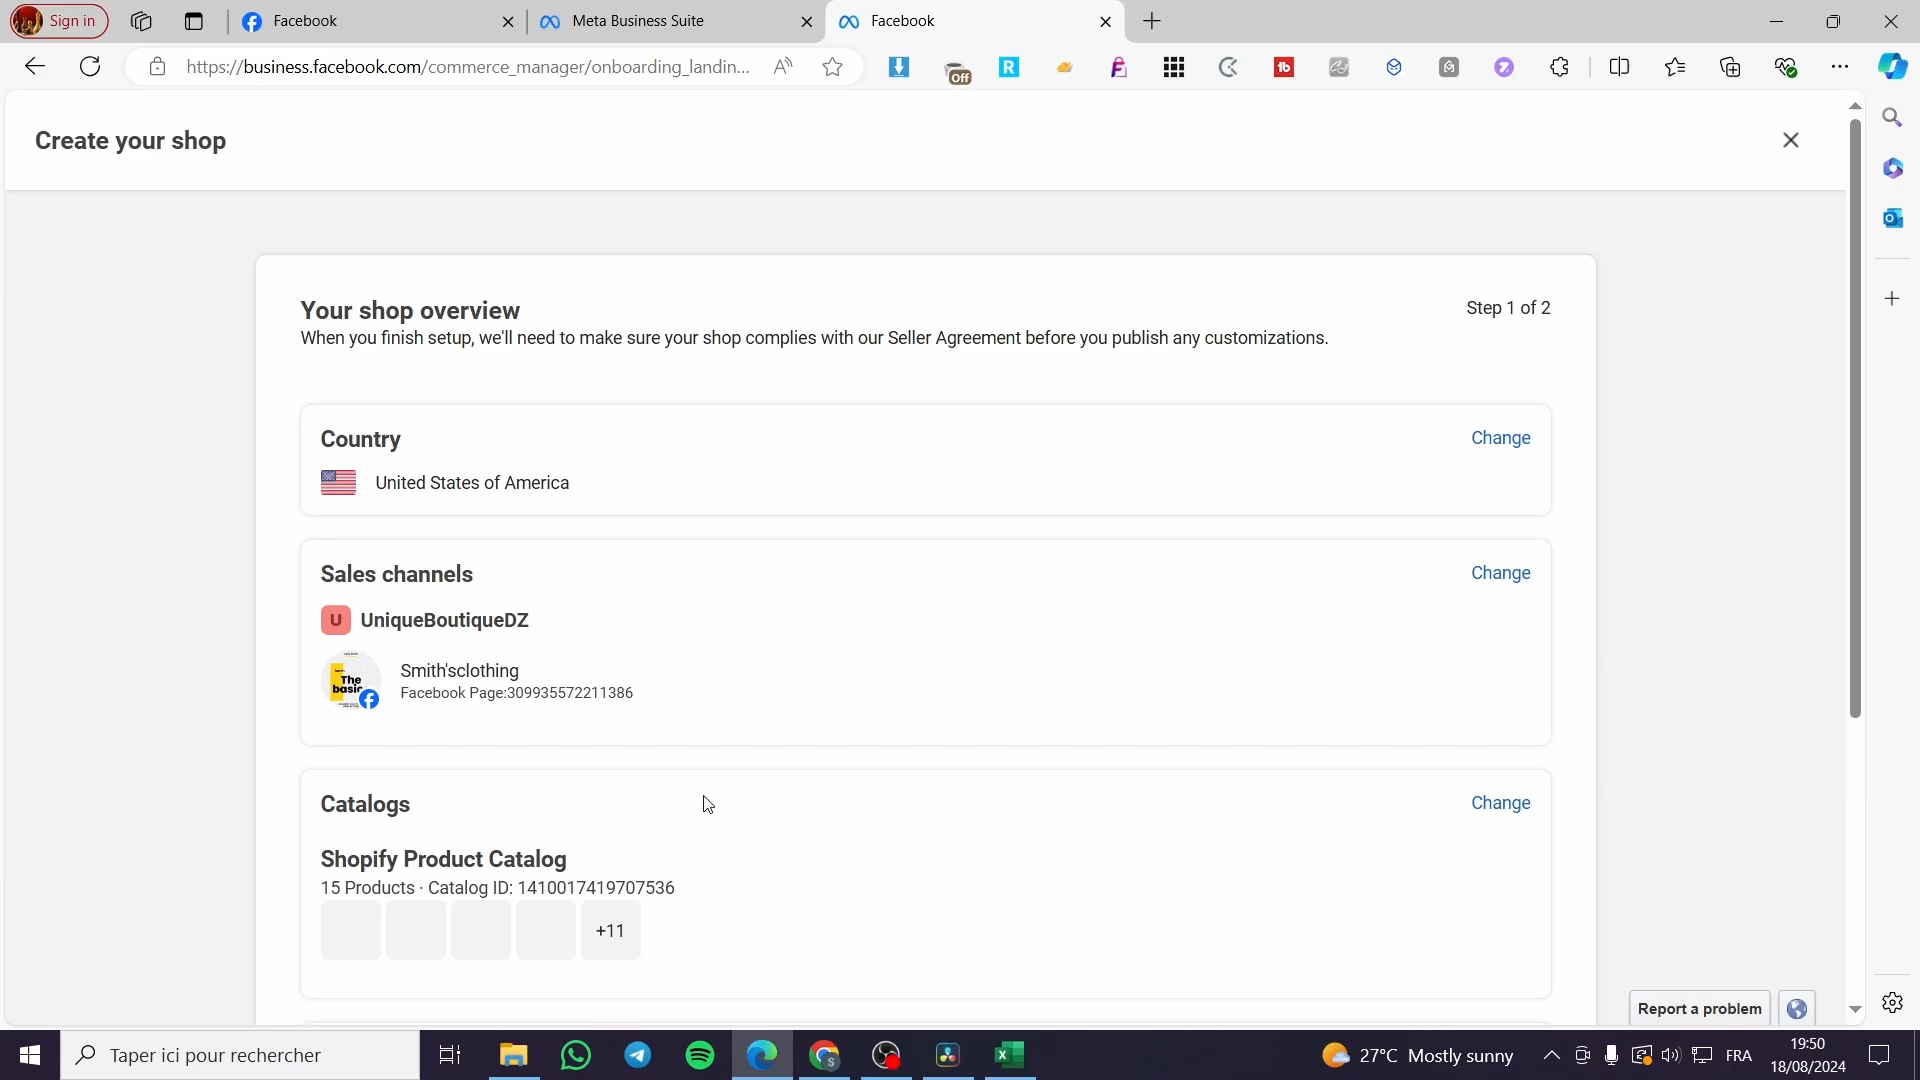 Sign in
Facebook
Meta Business Suite
Facebook
https://business.facebook.com/commerce_manager/onboarding_landin...
Off
Create your shop
Your shop overview
Step 1 of 2
When you finish setup, we'll need to make sure your shop complies with our Seller Agreement before you publish any customizations.
Country
Change
United States of America
Sales channels
Change
U
UniqueBoutiqueDZ
The
basic
Smith'sclothing
Facebook Page:309935572211386
Catalogs
Change
Shopify Product Catalog
15 Products · Catalog ID: 1410017419707536
+11
Report a problem
Taper ici pour rechercher
27°C Mostly sunny
FRA
19:50
18/08/2024